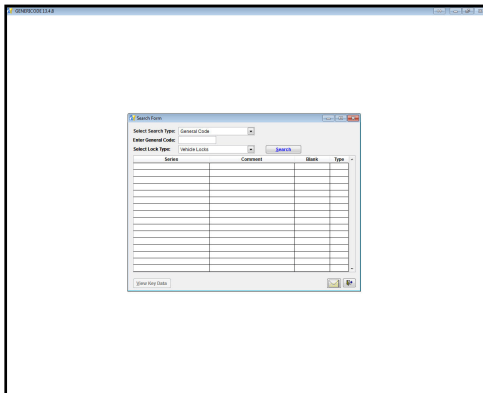 GENERICODE 13.4.8
Search Form
Select Search Type: General Code
Enter General Code:
Select Lock Type: Vehicle Locks Search
Series Comment Blank Type
View Key Data